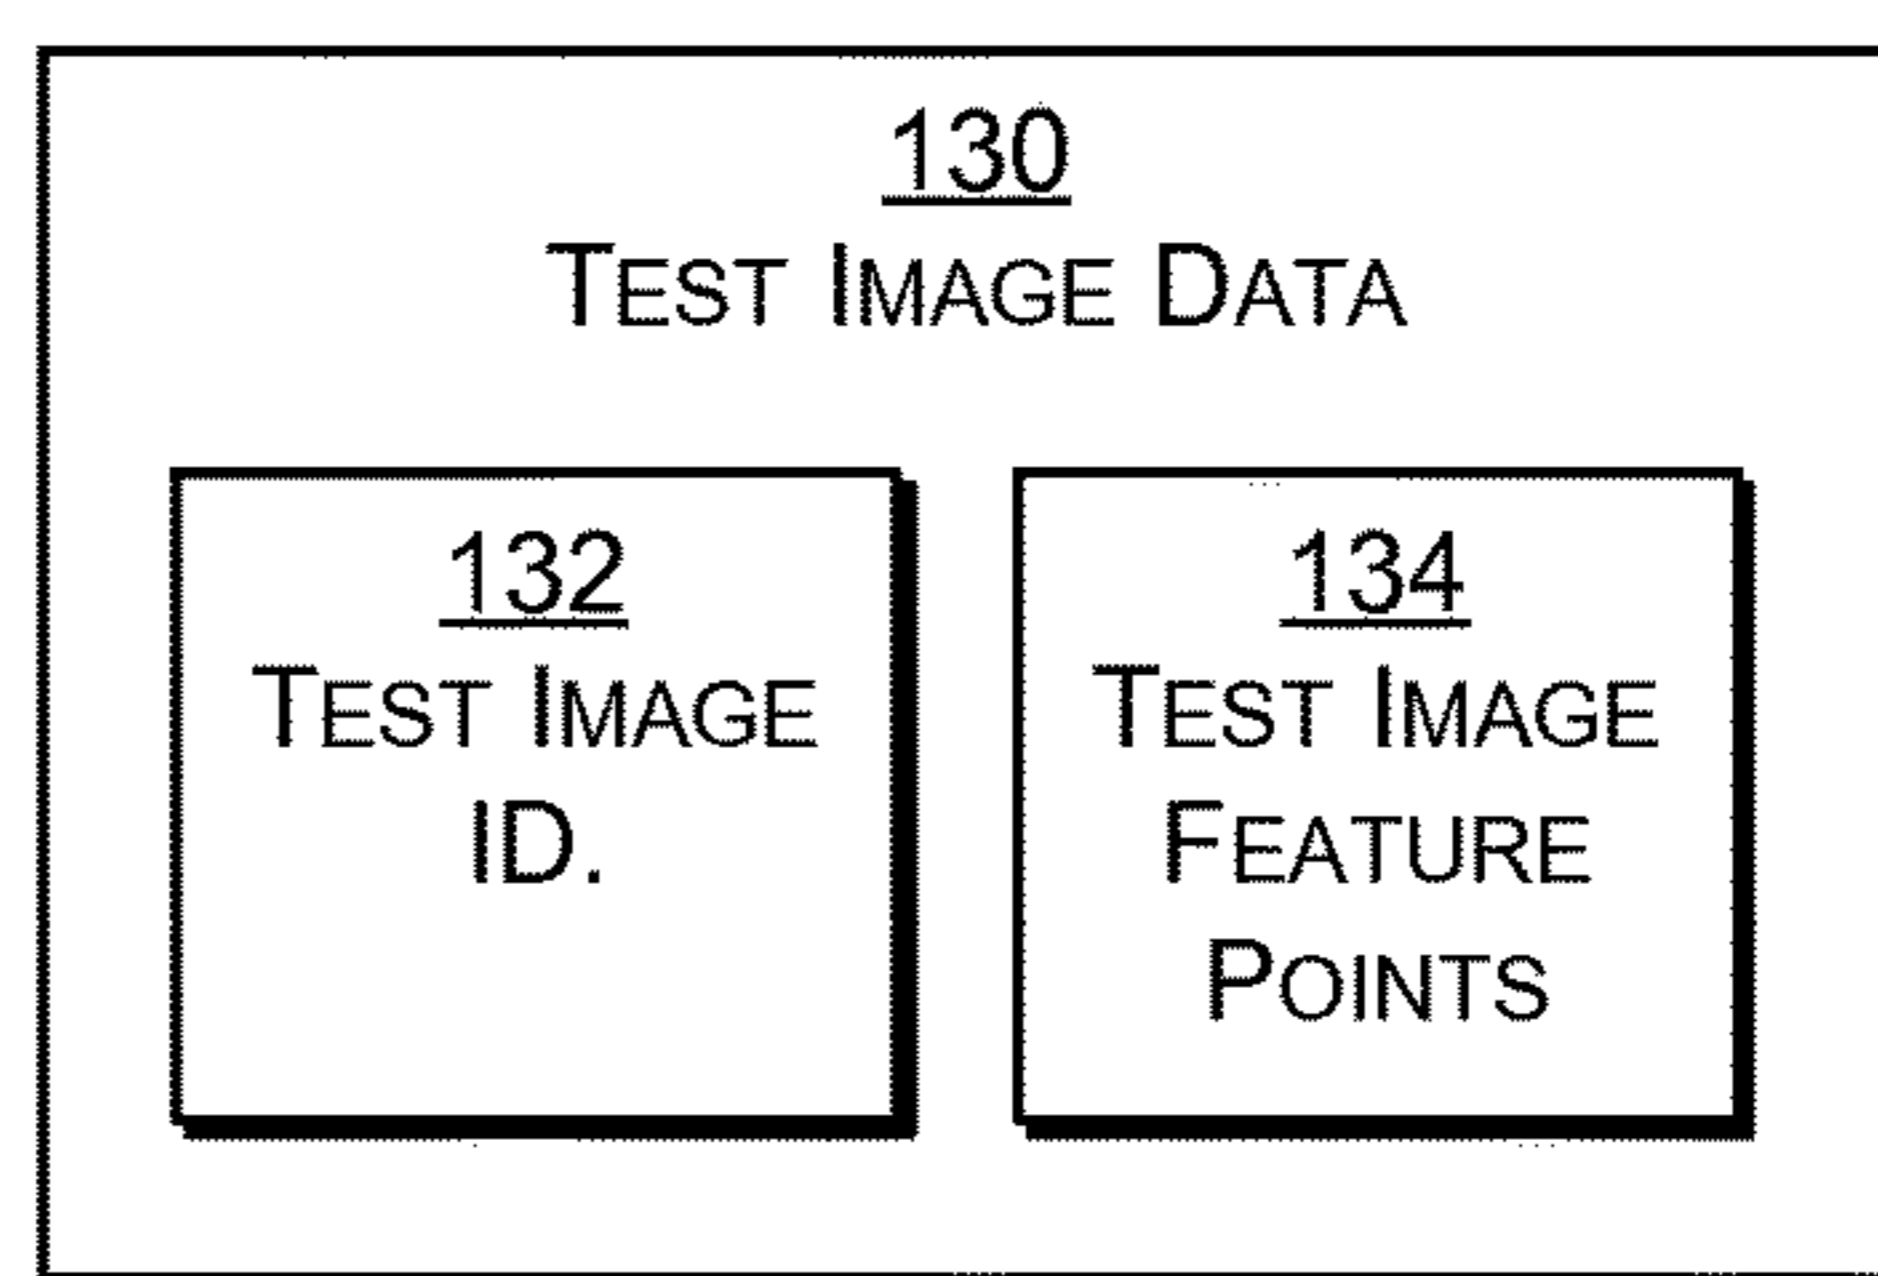 130
TEST IMAGE DATA
132
TEST IMAGE
ID.
134
TEST IMAGE
FEATURE
POINTS